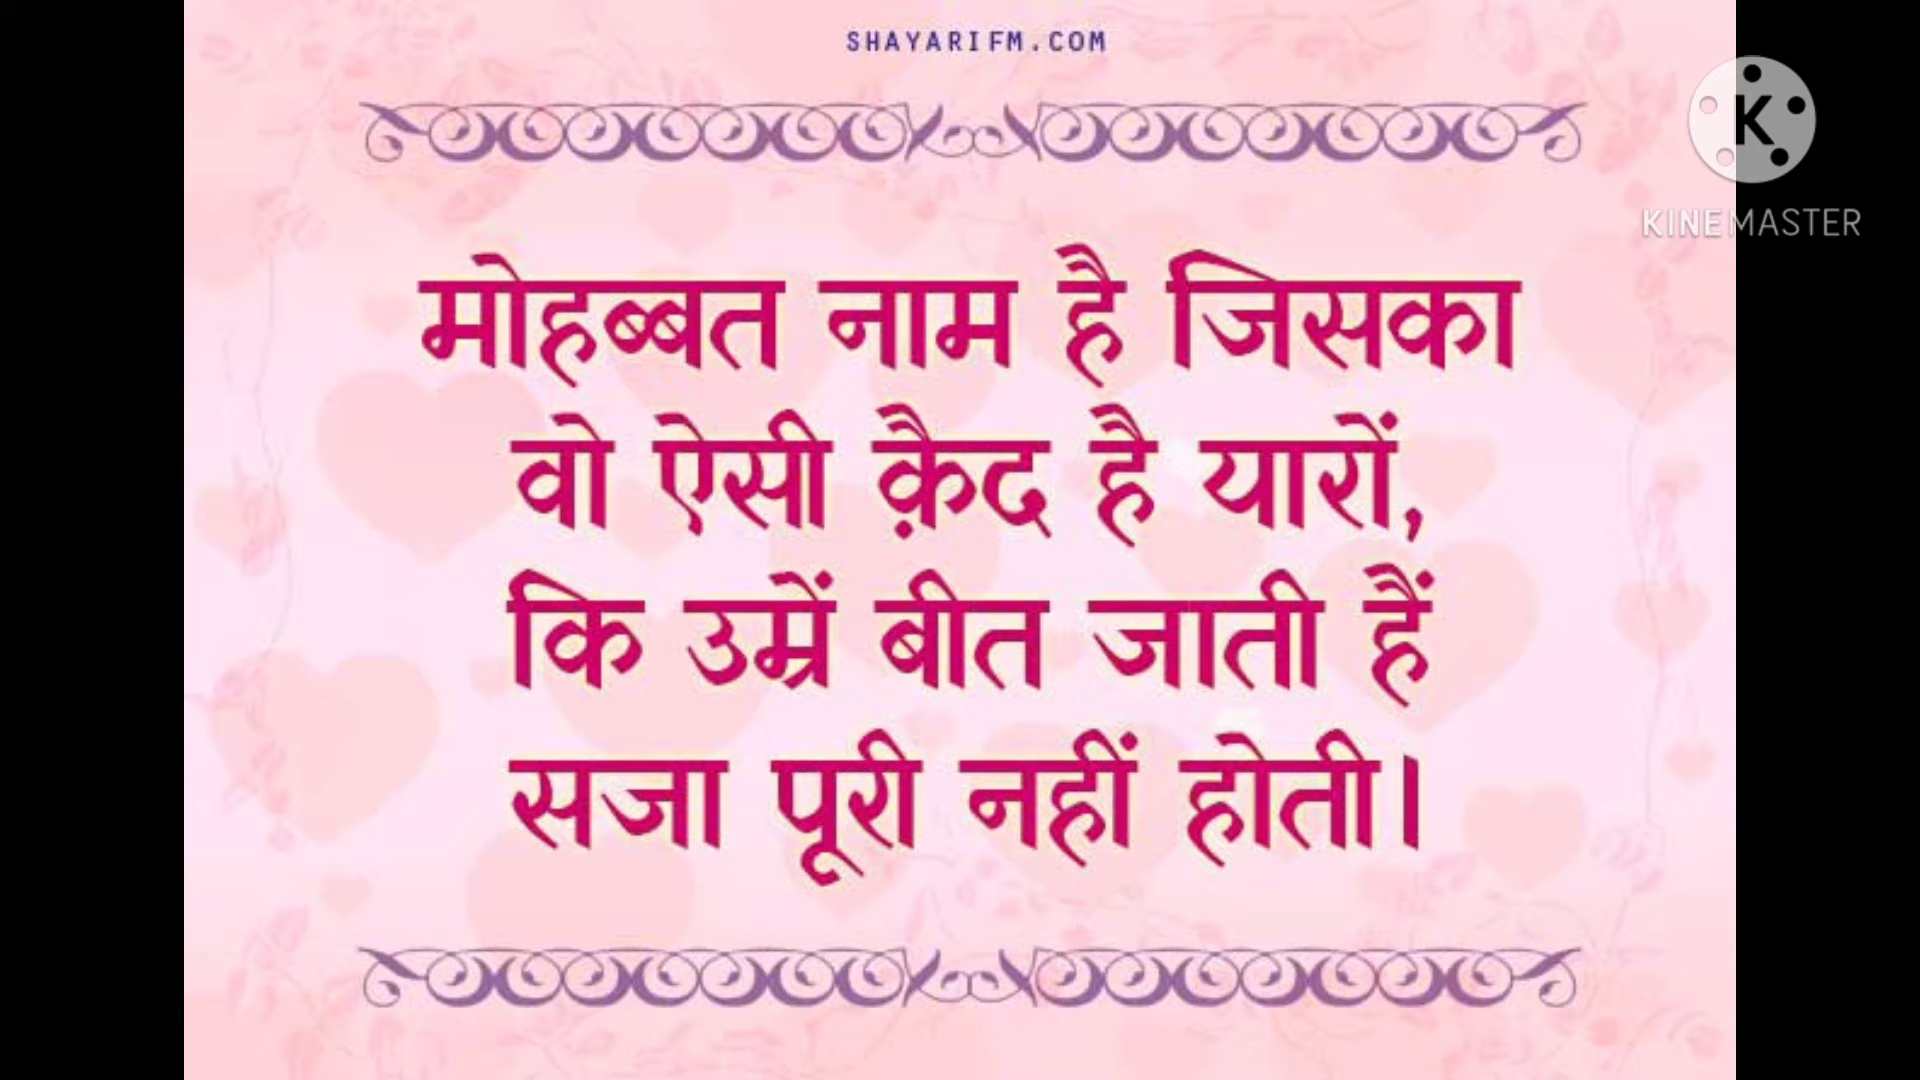 SHAYARIFM.COM
K
KINEMASTER
मोहब्बत नाम है जिसका
वो ऐसी क़ैद है यारों,
कि उम्रें बीत जाती हैं
सजा पूरी नहीं होती।